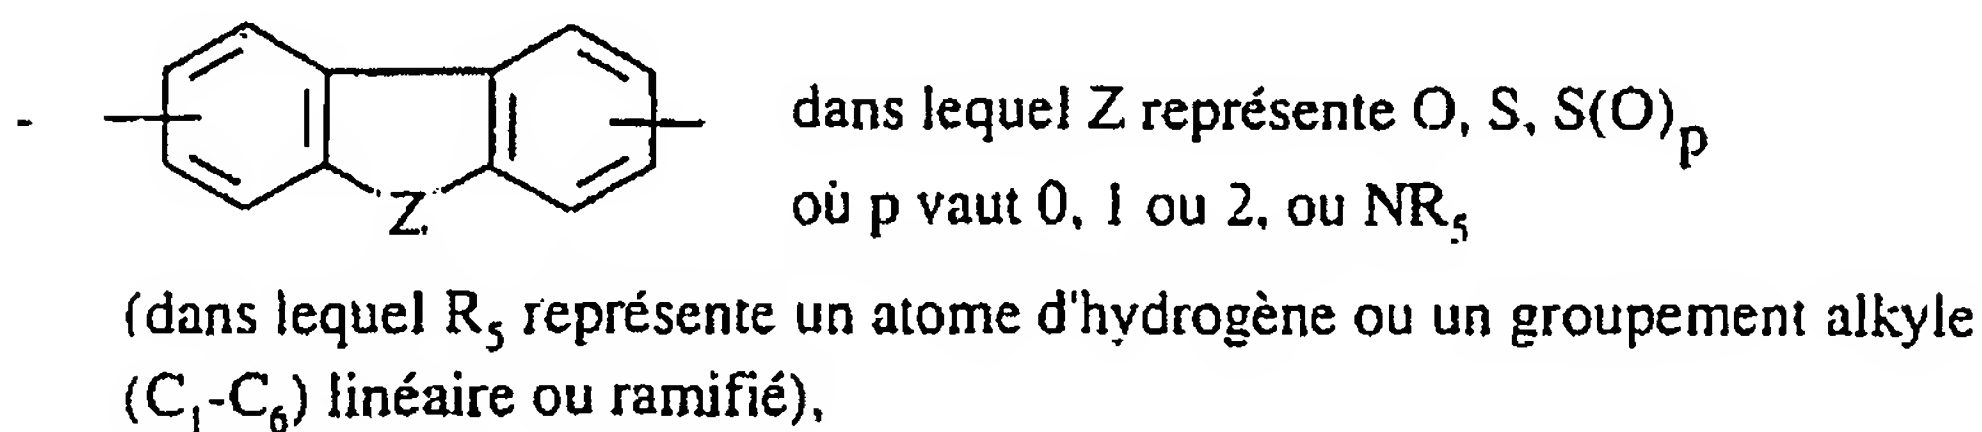 - dans lequel Z représente O, S, S(O)p
Z
où p vaut 0, 1 ou 2, ou NR5
(dans lequel R5 représente un atome d'hydrogène ou un groupement alkyle
(C1-C6) linéaire ou ramifié),